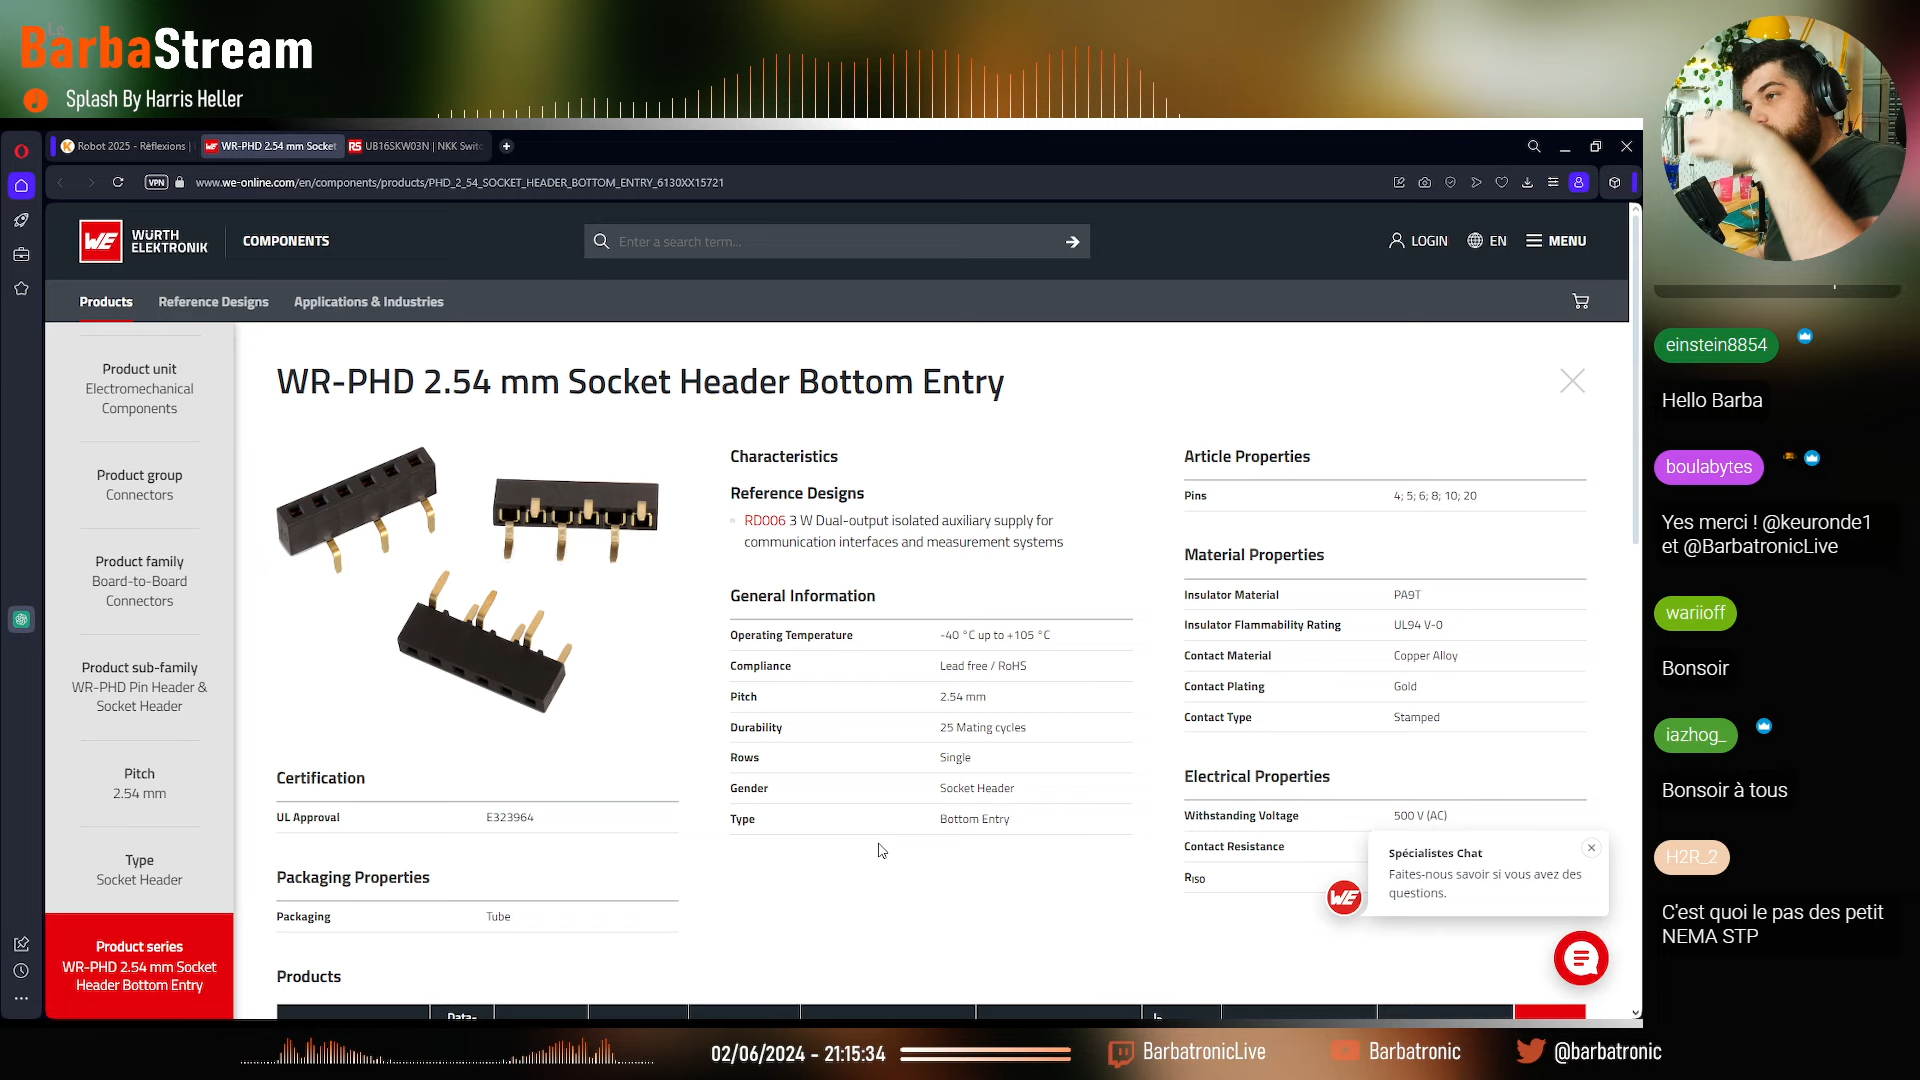 Le
BarbaStream
Splash By Harris Heller
Robot 2025 - Réflexions |
WR-PHD 2.54 mm Socket
RS UB16SKW03N | NKK Switc
VPN www.we-online.com/en/components/products/PHD_2_54_SOCKET_HEADER_BOTTOM_ENTRY_6130XX15721
WE WÜRTH ELEKTRONIK
COMPONENTS
Enter a search term...
LOGIN
EN
MENU
Products
Reference Designs
Applications & Industries
Product unit
Electromechanical
Components
Product group
Connectors
Product family
Board-to-Board
Connectors
Product sub-family
WR-PHD Pin Header &
Socket Header
Pitch
2.54 mm
Type
Socket Header
Product series
WR-PHD 2.54 mm Socket
Header Bottom Entry
WR-PHD 2.54 mm Socket Header Bottom Entry
Certification
UL Approval E323964
Packaging Properties
Packaging Tube
Characteristics
Reference Designs
RD006 3 W Dual-output isolated auxiliary supply for
communication interfaces and measurement systems
General Information
Operating Temperature -40 °C up to +105 °C
Compliance Lead free / RoHS
Pitch 2.54 mm
Durability 25 Mating cycles
Rows Single
Gender Socket Header
Type Bottom Entry
Article Properties
Pins 4; 5; 6; 8; 10; 20
Material Properties
Insulator Material PA9T
Insulator Flammability Rating UL94 V-0
Contact Material Copper Alloy
Contact Plating Gold
Contact Type Stamped
Electrical Properties
Withstanding Voltage 500 V (AC)
Contact Resistance
RISO
WE
Spécialistes Chat
Faites-nous savoir si vous avez des
questions.
Products
Data-
einstein8854
Hello Barba
boulabytes
Yes merci ! @keuronde1
et @BarbatronicLive
wariioff
Bonsoir
iazhog_
Bonsoir à tous
H2R_2
C'est quoi le pas des petit
NEMA STP
02/06/2024 - 21:15:34
BarbatronicLive
Barbatronic
@barbatronic